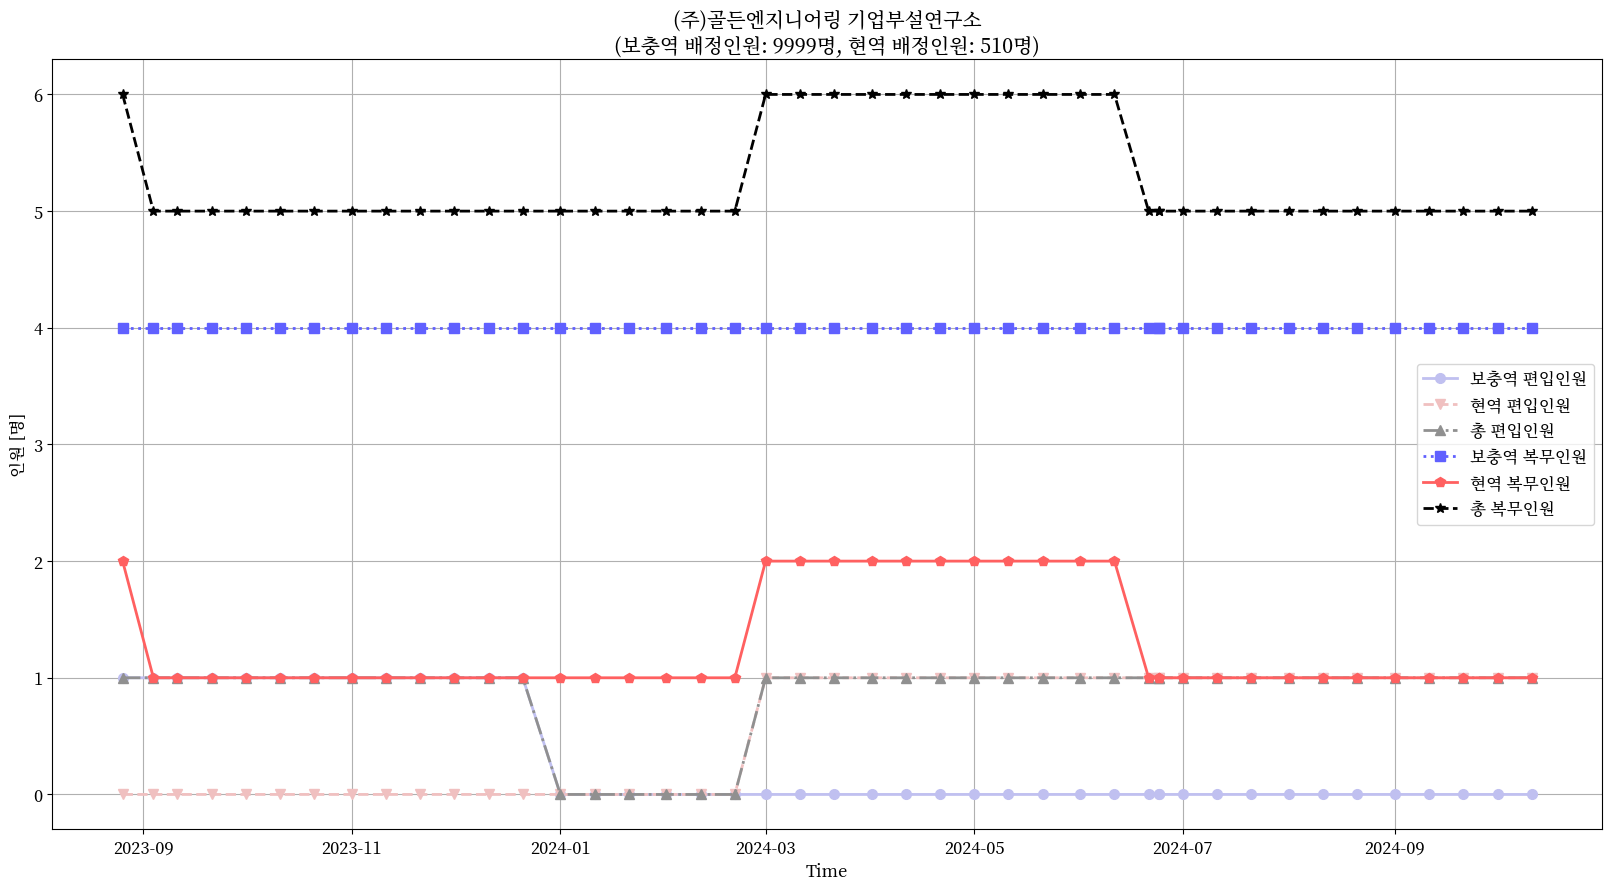 (주)골든엔지니어링 기업부설연구소
(보충역 배정인원: 9999명, 현역 배정인원: 510명)
인원 [명]
6
5
4
3
2
1
0
보충역 편입인원
현역 편입인원
총 편입인원
보충역 복무인원
현역 복무인원
총 복무인원
2023-09
2023-11
2024-01
2024-03
2024-05
2024-07
2024-09
Time